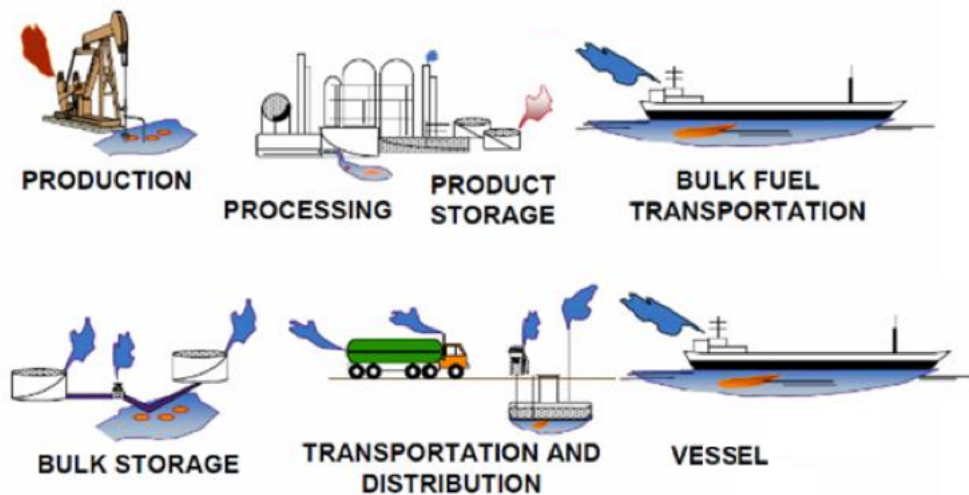 PRODUCTION
PROCESSING
PRODUCT
STORAGE
BULK FUEL
TRANSPORTATION
BULK STORAGE
TRANSPORTATION AND
DISTRIBUTION
VESSEL